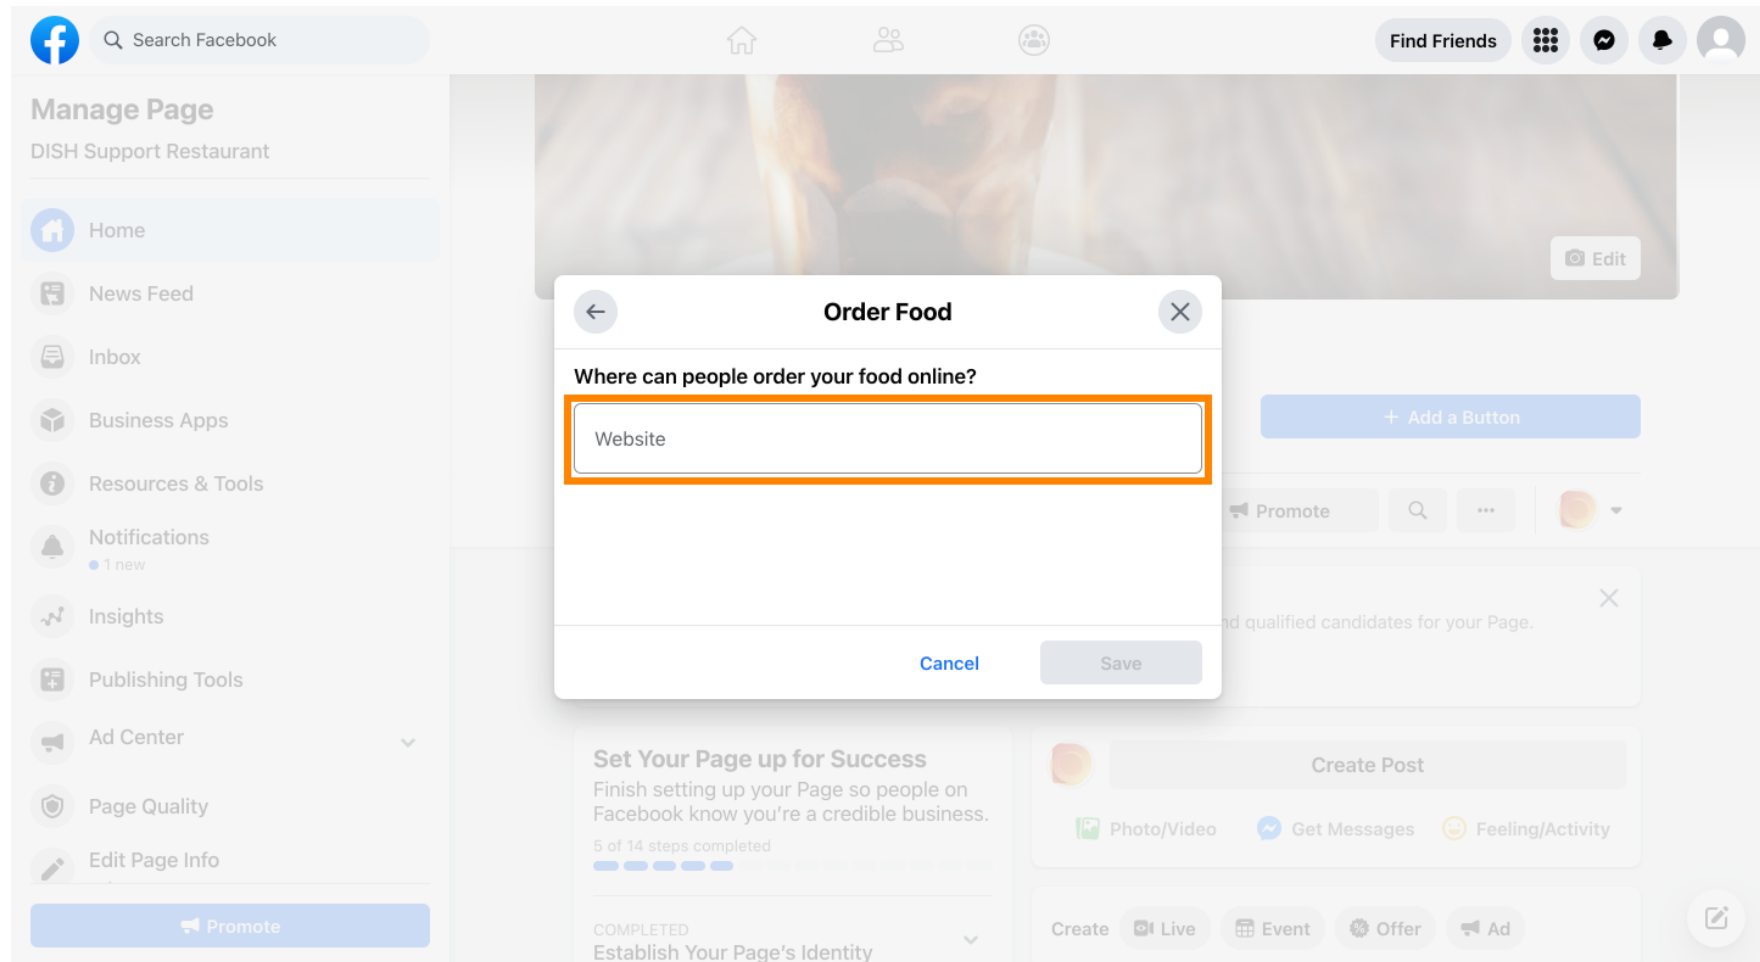 Search Facebook
Find Friends
Manage Page
DISH Support Restaurant
Home
News Feed
Inbox
Business Apps
Resources & Tools
Notifications
1 new
Insights
Publishing Tools
Ad Center
Page Quality
Edit Page Info
Promote
Edit
Order Food
Where can people order your food online?
Website
Cancel
Save
+ Add a Button
Promote
qualified candidates for your Page.
Set Your Page up for Success
Finish setting up your Page so people on
Facebook know you're a credible business.
5 of 14 steps completed
COMPLETED
Establish Your Page's Identity
Create Post
Photo/Video
Get Messages
Feeling/Activity
Create
Live
Event
Offer
Ad